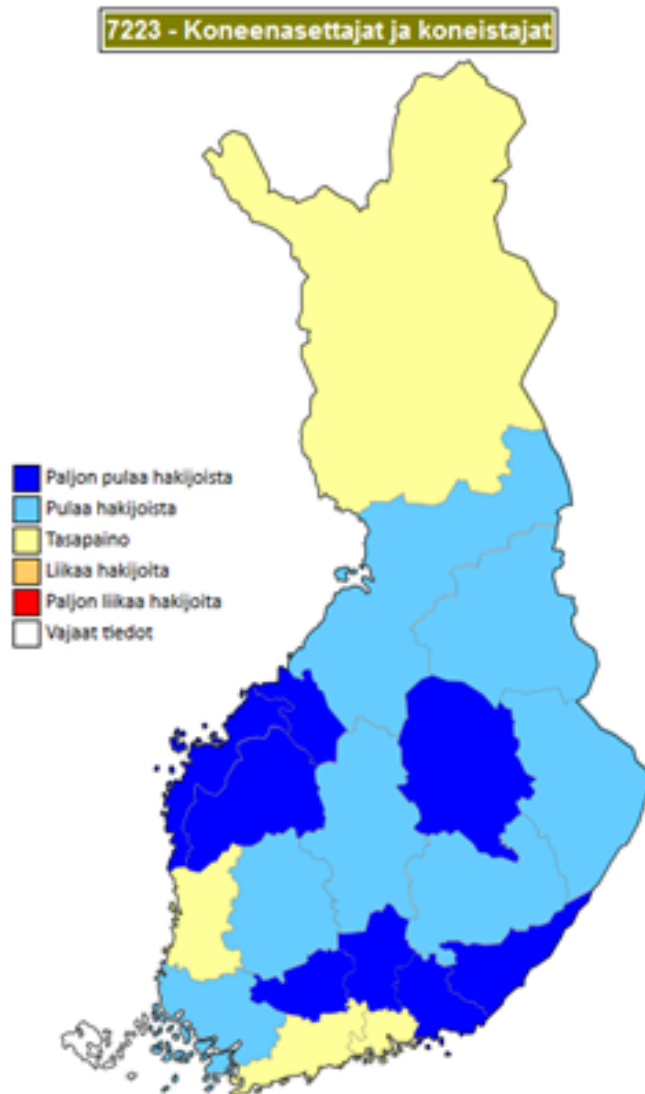 7223 - Koneenasettajat ja koneistajat
Paljon pulaa hakijoista
Pulaa hakijoista
Tasapaino
Liikaa hakijoita
Paljon liikaa hakijoita
Vajaat tiedot